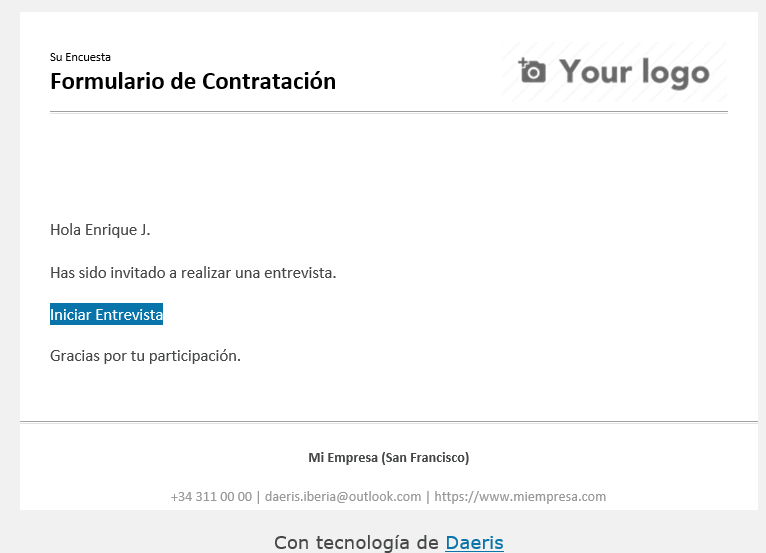 Su Encuesta
Formulario de Contratación
Your logo
Hola Enrique J.
Has sido invitado a realizar una entrevista.
Iniciar Entrevista
Gracias por tu participación.
Mi Empresa (San Francisco)
+34 311 00 00 | daeris.iberia@outlook.com | https://www.miempresa.com
Con tecnología de Daeris